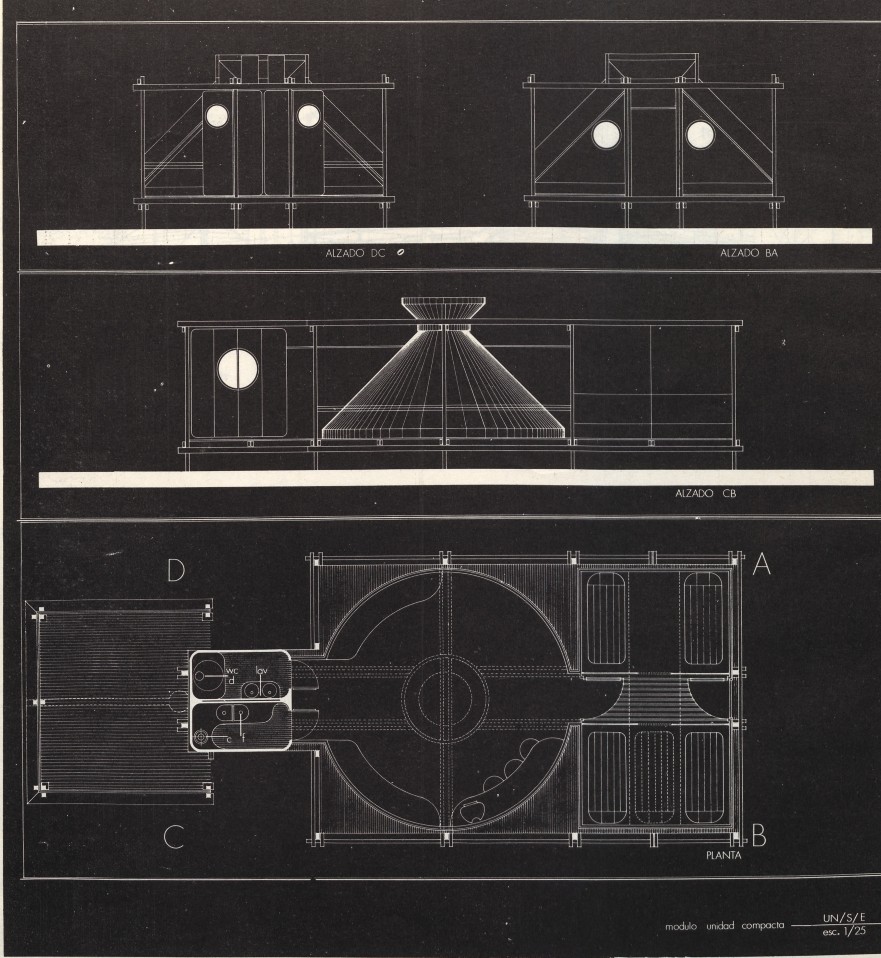 ALZADO DC
ALZADO BA
ALZADO CB
D
A
wc
lav
d
c
f
C
B
PLANTA
modulo unidad compacta
UN/S/E
esc. 1/25